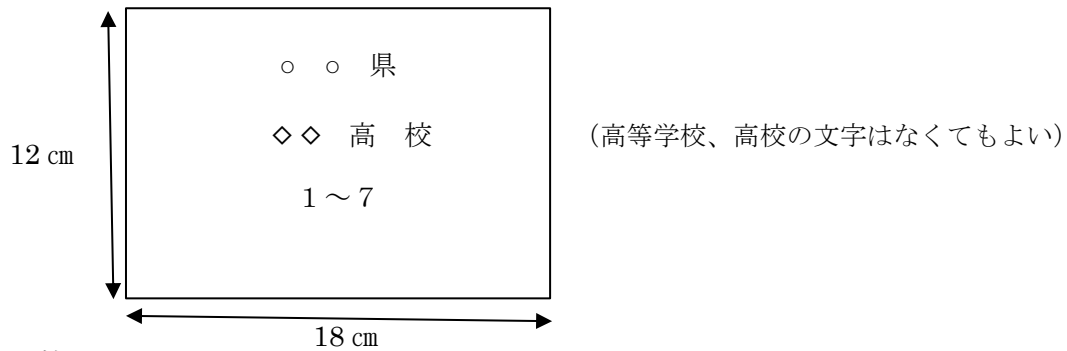 ○ ○ 県
◇◇ 高 校
(高等学校、高校の文字はなくてもよい)
12 ㎝
1～7
18 ㎝